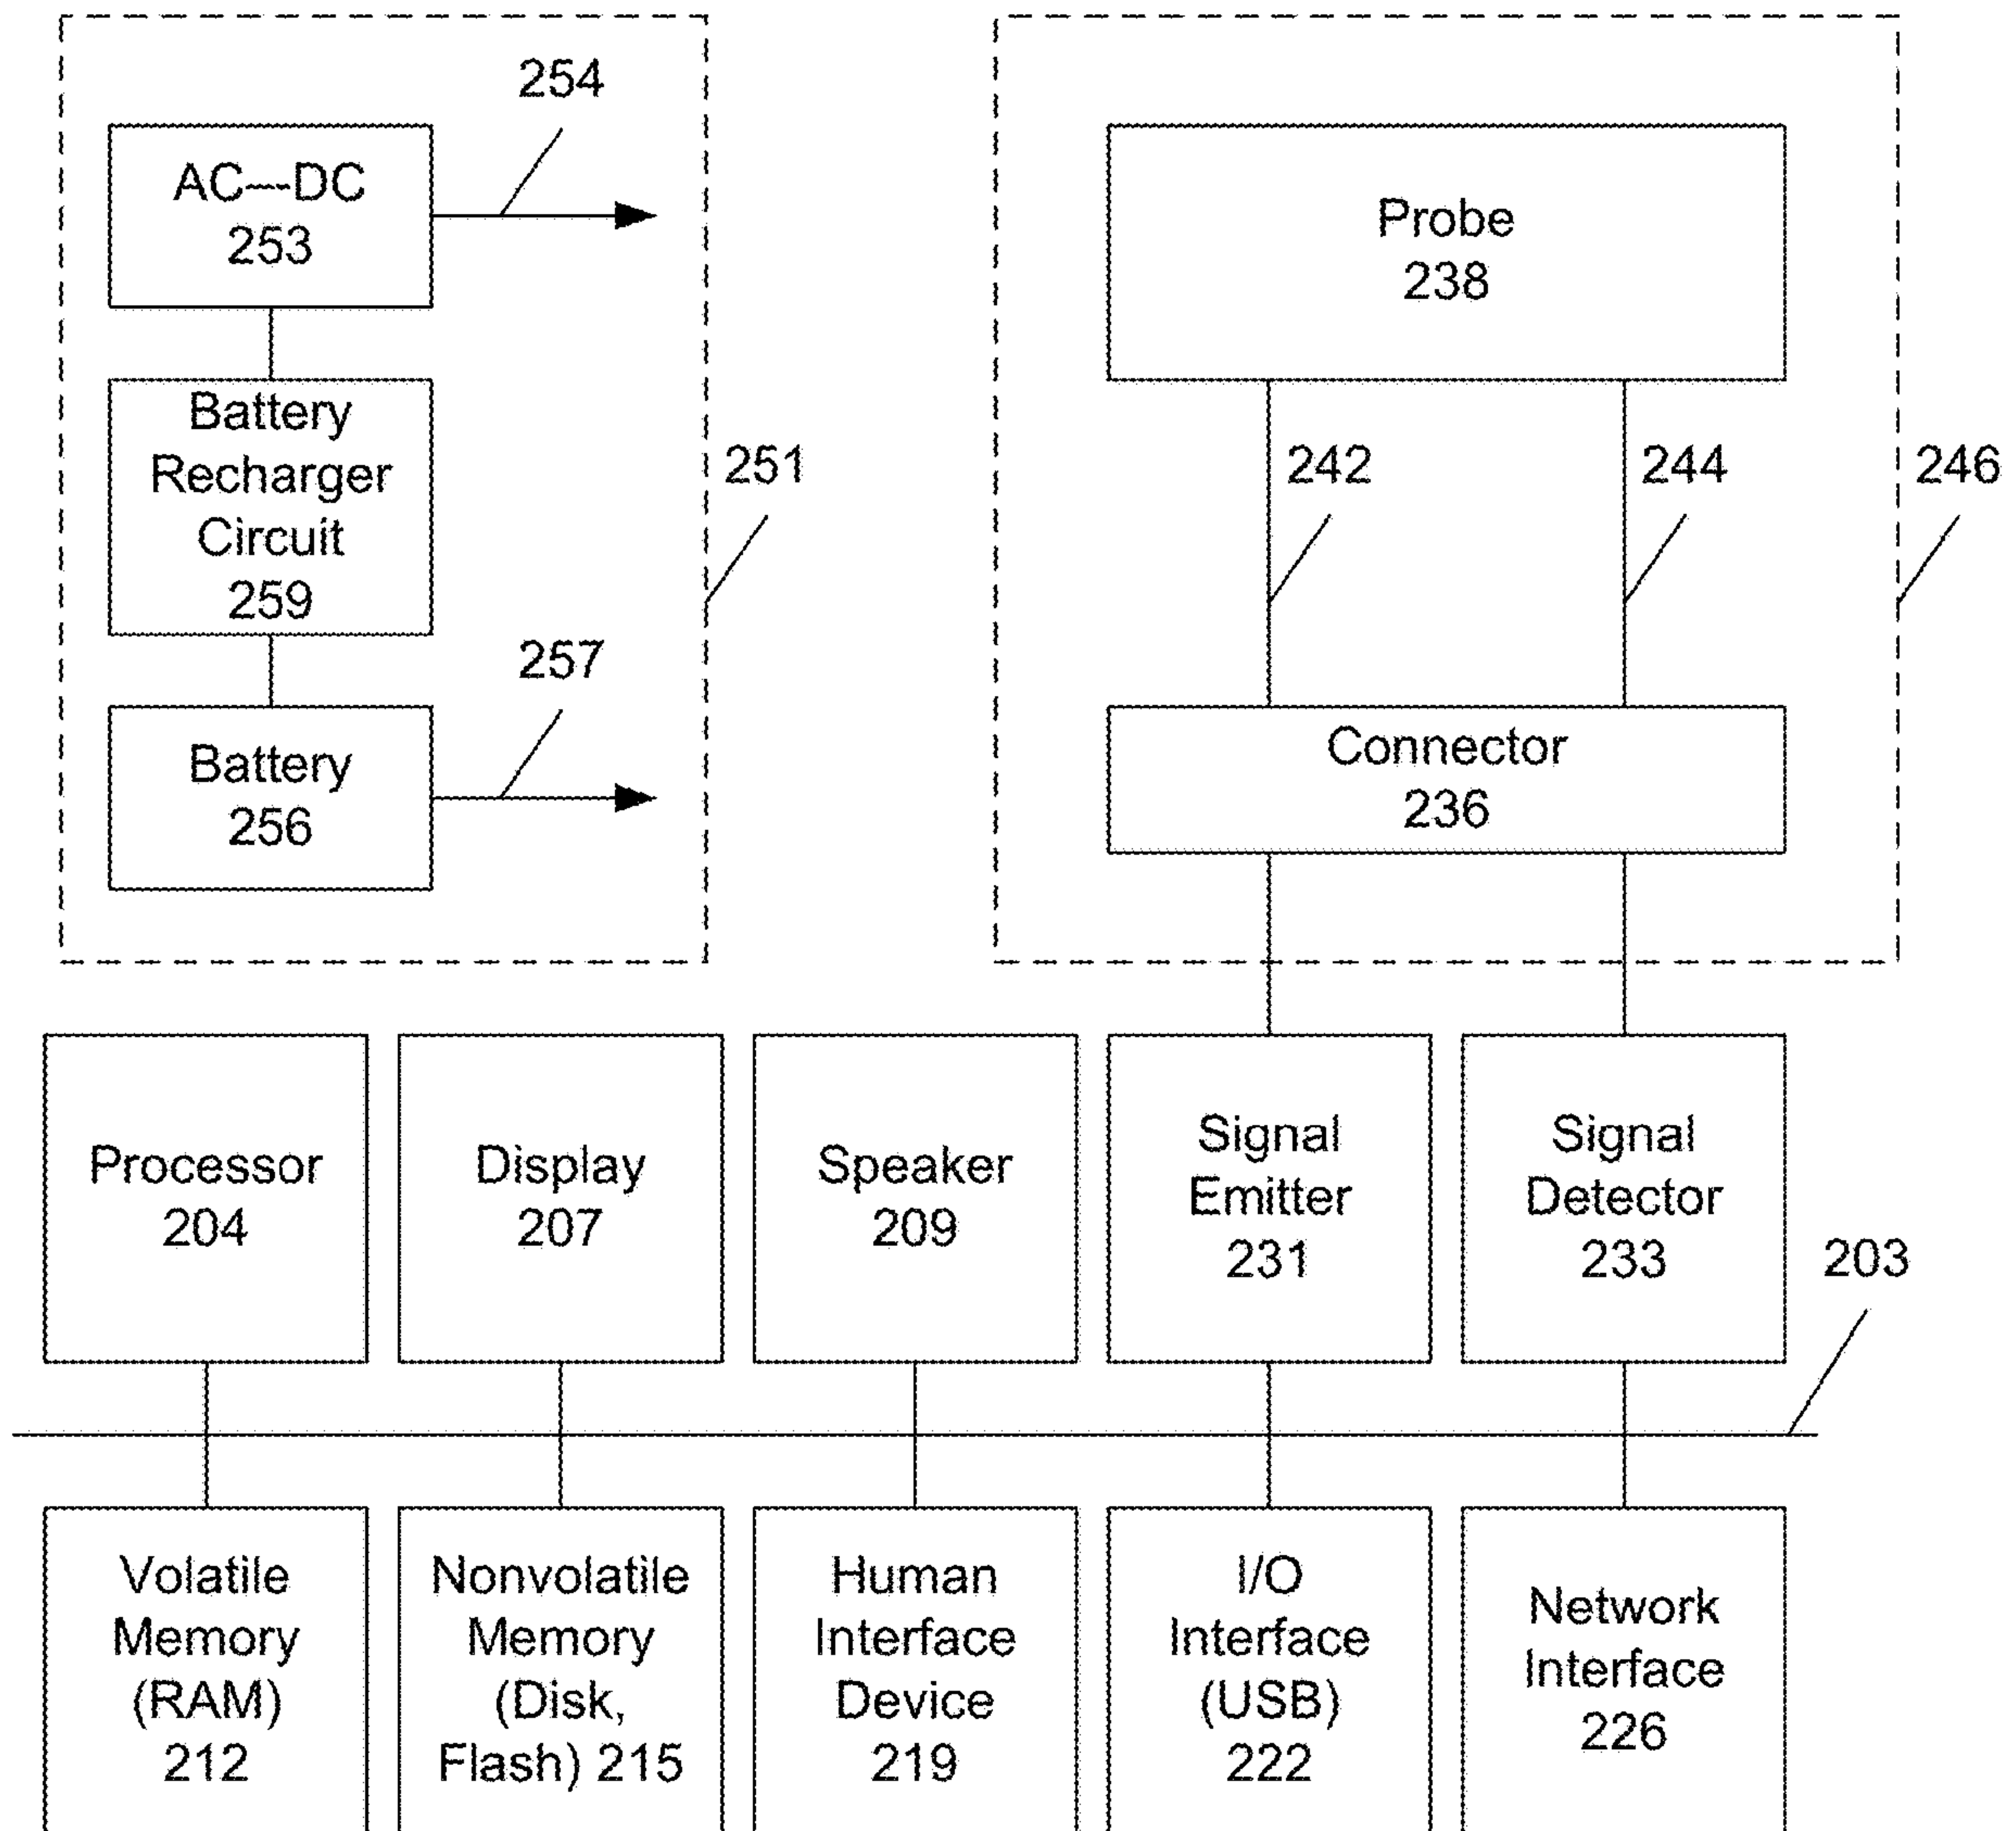 254
AC---DC
253
Probe
238
Battery
Recharger
Circuit
259
251
242
244
246
257
Battery
256
Connector
236
Processor
204
Display
207
Speaker
209
Signal
Emitter
231
Signal
Detector
233
203
Volatile
Memory
(RAM)
212
Nonvolatile
Memory
(Disk,
Flash) 215
Human
Interface
Device
219
I/O
Interface
(USB)
222
Network
Interface
226